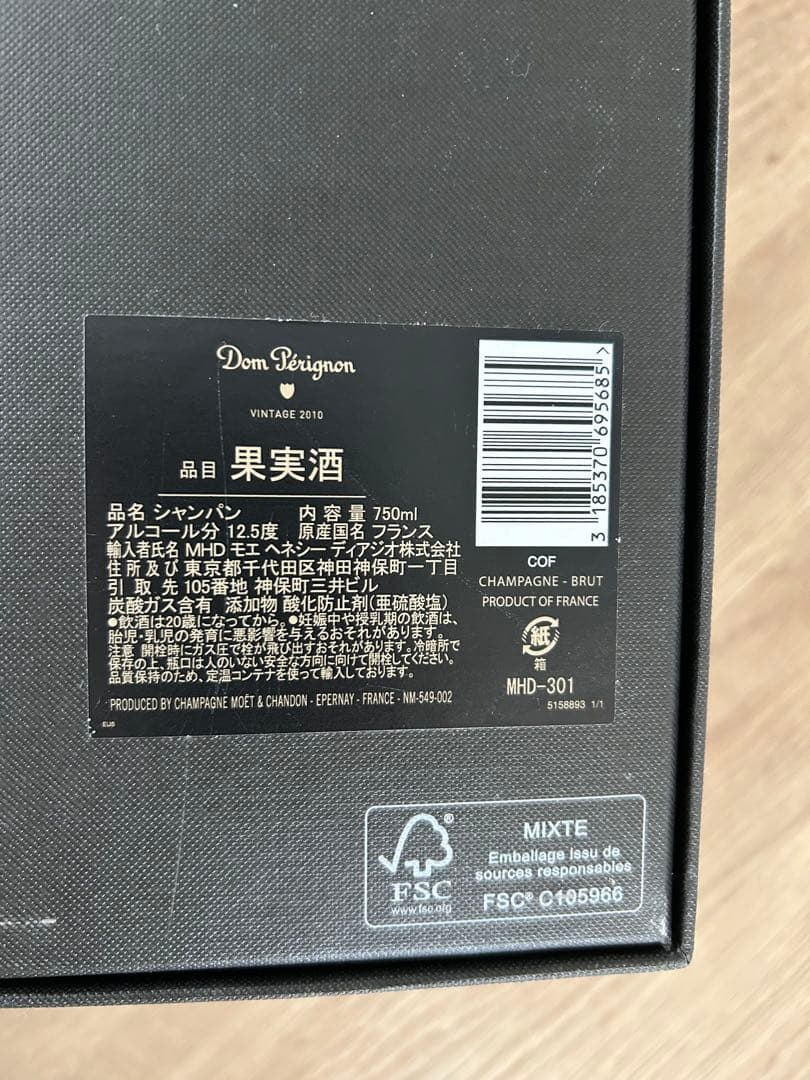 Dom Pérignon
VINTAGE 2010
品目 果実酒
品名 シャンパン 内容量 750ml
アルコール分 12.5度 原産国名 フランス
輸入者氏名 MHD モエ ヘネシー ディアジオ株式会社
住所及び 東京都千代田区神田神保町一丁目
引取先 105番地 神保町三井ビル
炭酸ガス含有 添加物 酸化防止剤(亜硫酸塩)
●飲酒は20歳になってから。●妊娠中や授乳期の飲酒は、
胎児・乳児の発育に悪影響を与えるおそれがあります。
注意 開栓時にガス圧で栓が飛び出すおそれがあります。冷暗所で
保存の上、瓶口は人のいない安全な方向に向けて開栓してください。
品質保持のため、定温コンテナを使って輸入しております。
PRODUCED BY CHAMPAGNE MOËT & CHANDON - EPERNAY - FRANCE - NM-549-002
EUS
3 185370 695685 >
COF
CHAMPAGNE - BRUT
PRODUCT OF FRANCE
紙
箱
MHD-301
5158893 1/1
FSC®
www.fsc.org
MIXTE
Emballage issu de
sources responsables
FSC® C105966